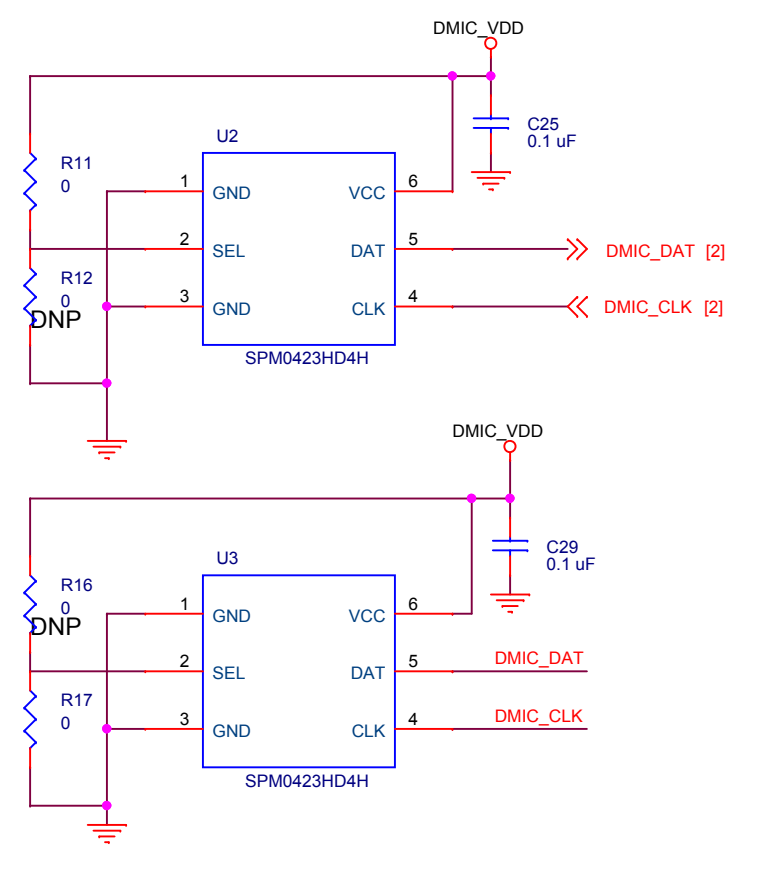 DMIC_VDD
C25
0.1 uF
U2
R11
0
1
GND
VCC
6
2
SEL
DAT
5
DMIC_DAT [2]
R12
0
DNP
3
GND
CLK
4
DMIC_CLK [2]
SPM0423HD4H
DMIC_VDD
C29
0.1 uF
U3
R16
0
DNP
1
GND
VCC
6
2
SEL
DAT
5
DMIC_DAT
R17
0
3
GND
CLK
4
DMIC_CLK
SPM0423HD4H